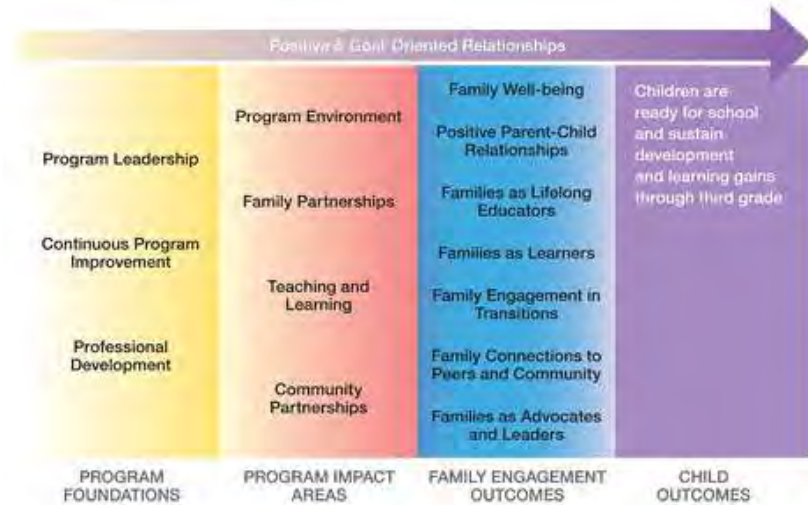 Positive & Goal-Oriented Relationships
Program Leadership
Continuous Program
Improvement
Professional
Development
PROGRAM
FOUNDATIONS
Program Environment
Family Partnerships
Teaching and
Learning
Community
Partnerships
PROGRAM IMPACT
AREAS
Family Well-being
Positive Parent-Child
Relationships
Families as Lifelong
Educators
Families as Learners
Family Engagement in
Transitions
Family Connections to
Peers and Community
Families as Advocates
and Leaders
FAMILY ENGAGEMENT
OUTCOMES
Children are
ready for school
and sustain
development
and learning gains
through third grade
CHILD
OUTCOMES